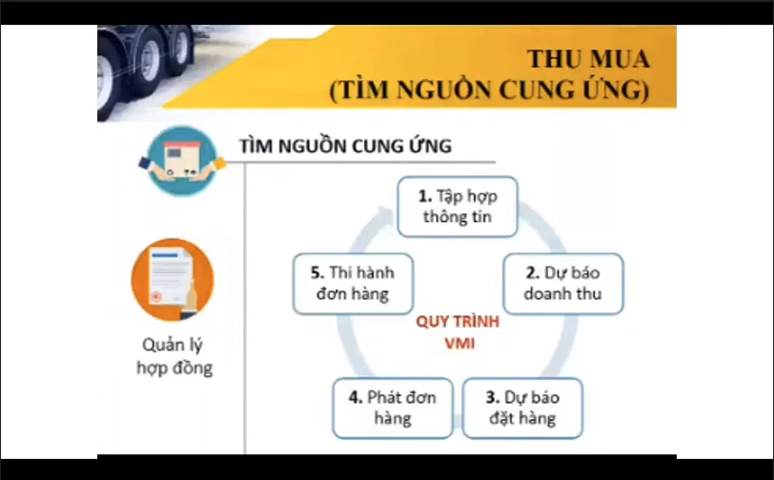 THU MUA
(TÌM NGUỒN CUNG ỨNG)
TÌM NGUỒN CUNG ỨNG
1. Tập hợp
thông tin
5. Thi hành
đơn hàng
2. Dự báo
doanh thu
QUY TRÌNH
VMI
Quản lý
hợp đồng
4. Phát đơn
hàng
3. Dự báo
đặt hàng